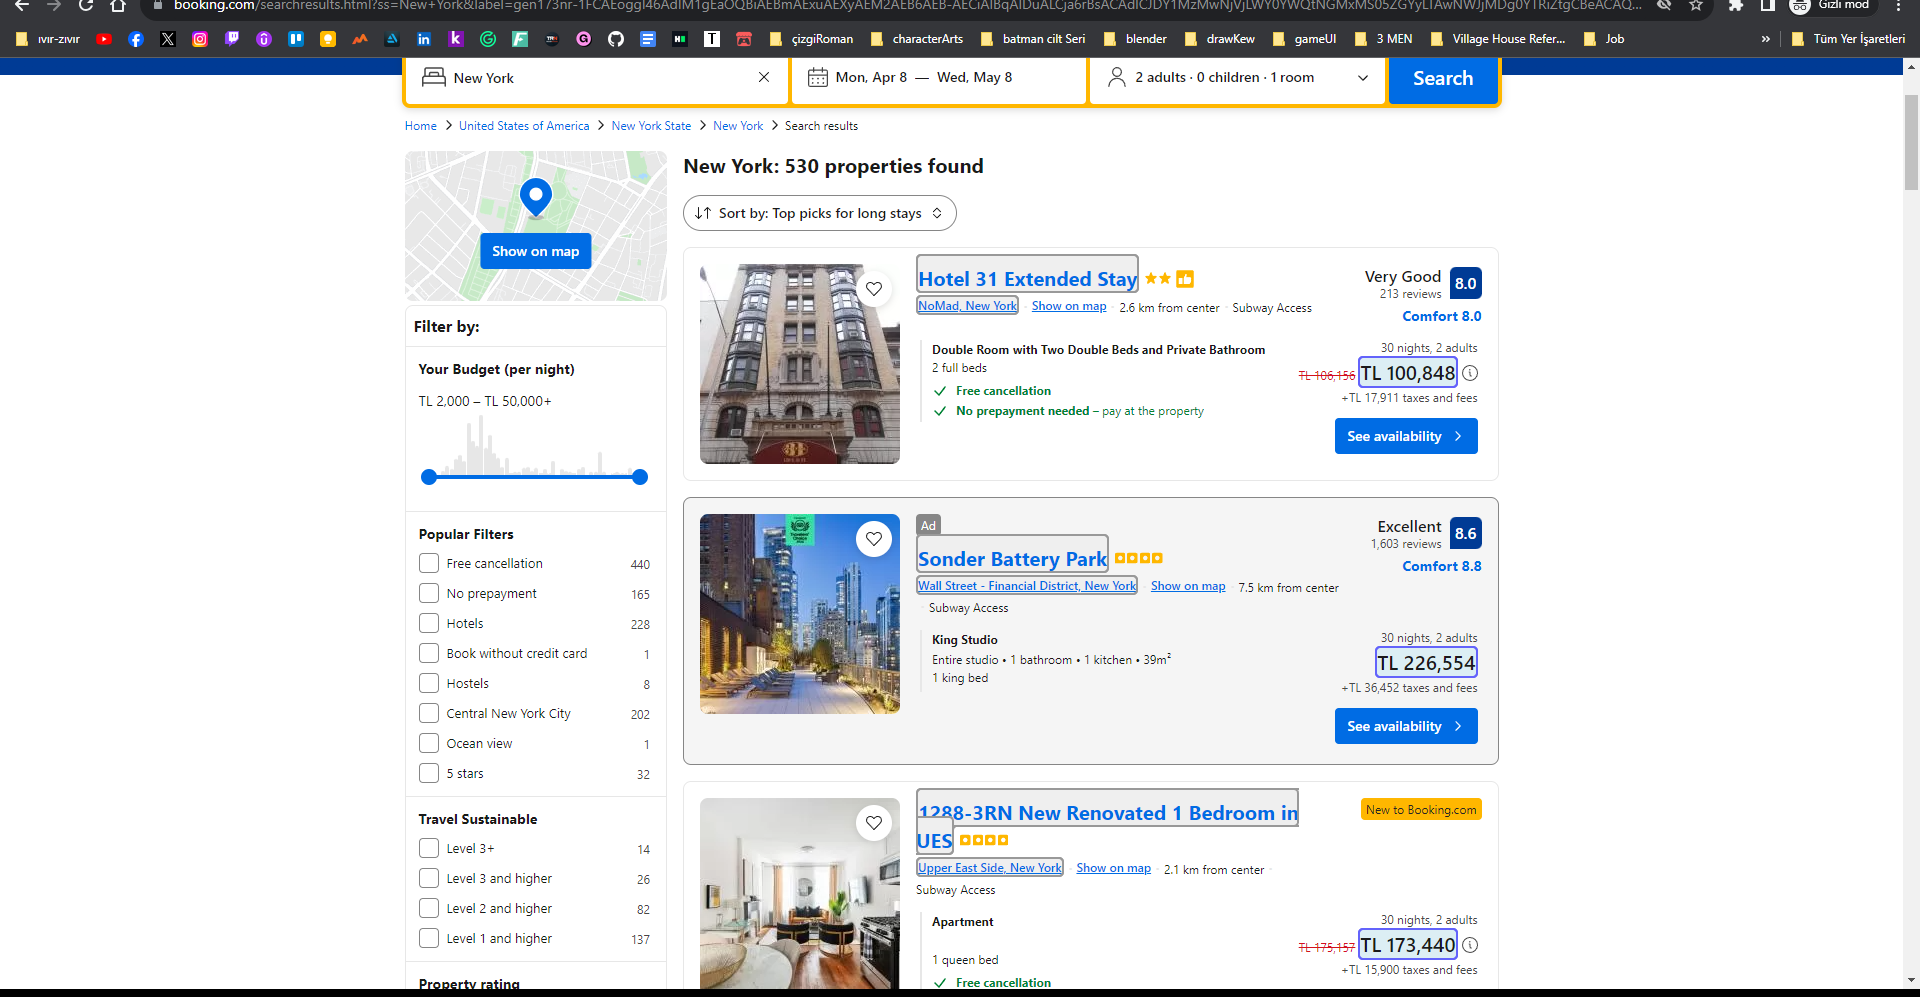 booking.com/searchresults.html?ss=New+York&label=
Gizli mod
ıvır-zıvır
çizgiRoman
characterArts
batman cilt Seri
blender
drawKew
gameUI
3 MEN
Village House Refer...
Job
»
Tüm Yer İşaretleri
New York
Mon, Apr 8 — Wed, May 8
2 adults · 0 children · 1 room
Search
Home > United States of America > New York State > New York > Search results
Show on map
Filter by:
Your Budget (per night)
TL 2,000 – TL 50,000+
Popular Filters
Free cancellation 440
No prepayment 165
Hotels 228
Book without credit card 1
Hostels 8
Central New York City 202
Ocean view 1
5 stars 32
Travel Sustainable
Level 3+ 14
Level 3 and higher 26
Level 2 and higher 82
Level 1 and higher 137
Property rating
New York: 530 properties found
Sort by: Top picks for long stays
Hotel 31 Extended Stay
NoMad, New York · Show on map · 2.6 km from center · Subway Access
Very Good 8.0
213 reviews
Comfort 8.0
Double Room with Two Double Beds and Private Bathroom
2 full beds
Free cancellation
No prepayment needed – pay at the property
30 nights, 2 adults
TL 106,156 TL 100,848
+TL 17,911 taxes and fees
See availability
Ad
Sonder Battery Park
Wall Street - Financial District, New York · Show on map · 7.5 km from center
· Subway Access
Excellent 8.6
1,603 reviews
Comfort 8.8
King Studio
Entire studio • 1 bathroom • 1 kitchen • 39m²
1 king bed
30 nights, 2 adults
TL 226,554
+TL 36,452 taxes and fees
See availability
1288-3RN New Renovated 1 Bedroom in
UES
New to Booking.com
Upper East Side, New York · Show on map · 2.1 km from center ·
Subway Access
Apartment
1 queen bed
Free cancellation
30 nights, 2 adults
TL 175,157 TL 173,440
+TL 15,900 taxes and fees